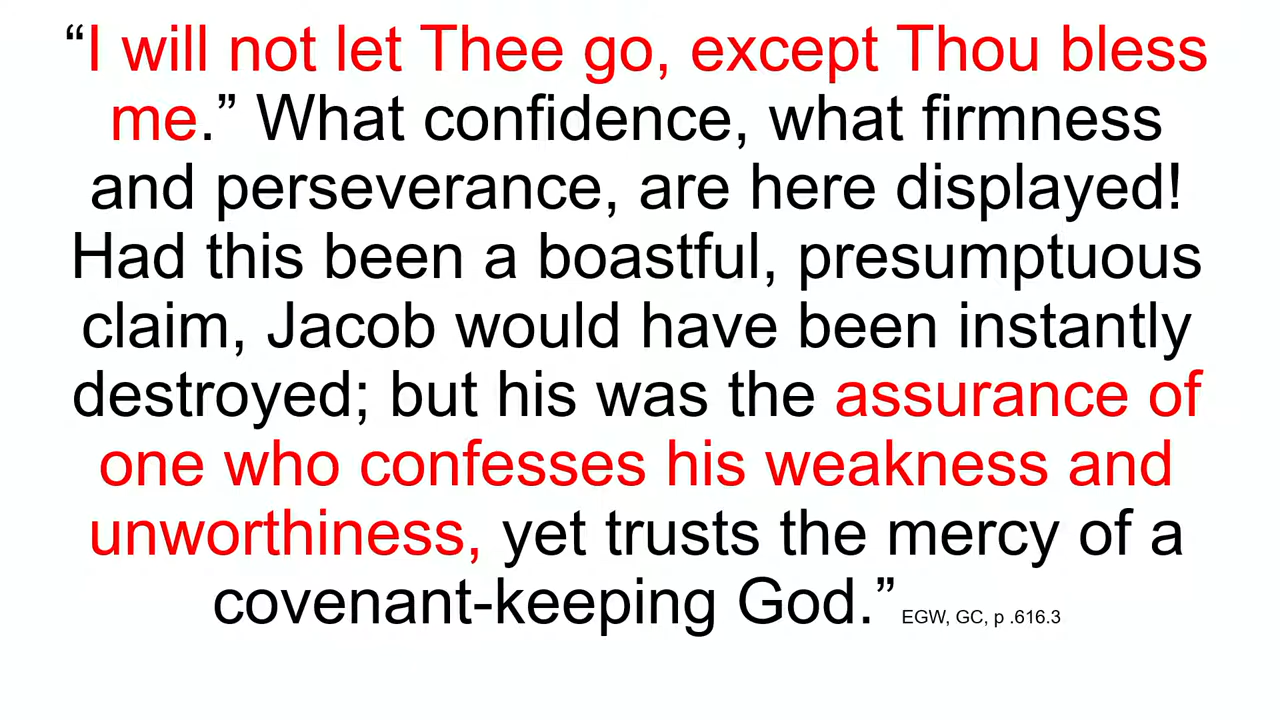 “I will not let Thee go, except Thou bless
me.” What confidence, what firmness
and perseverance, are here displayed!
Had this been a boastful, presumptuous
claim, Jacob would have been instantly
destroyed; but his was the assurance of
one who confesses his weakness and
unworthiness, yet trusts the mercy of a
covenant-keeping God.” EGW, GC, p .616.3